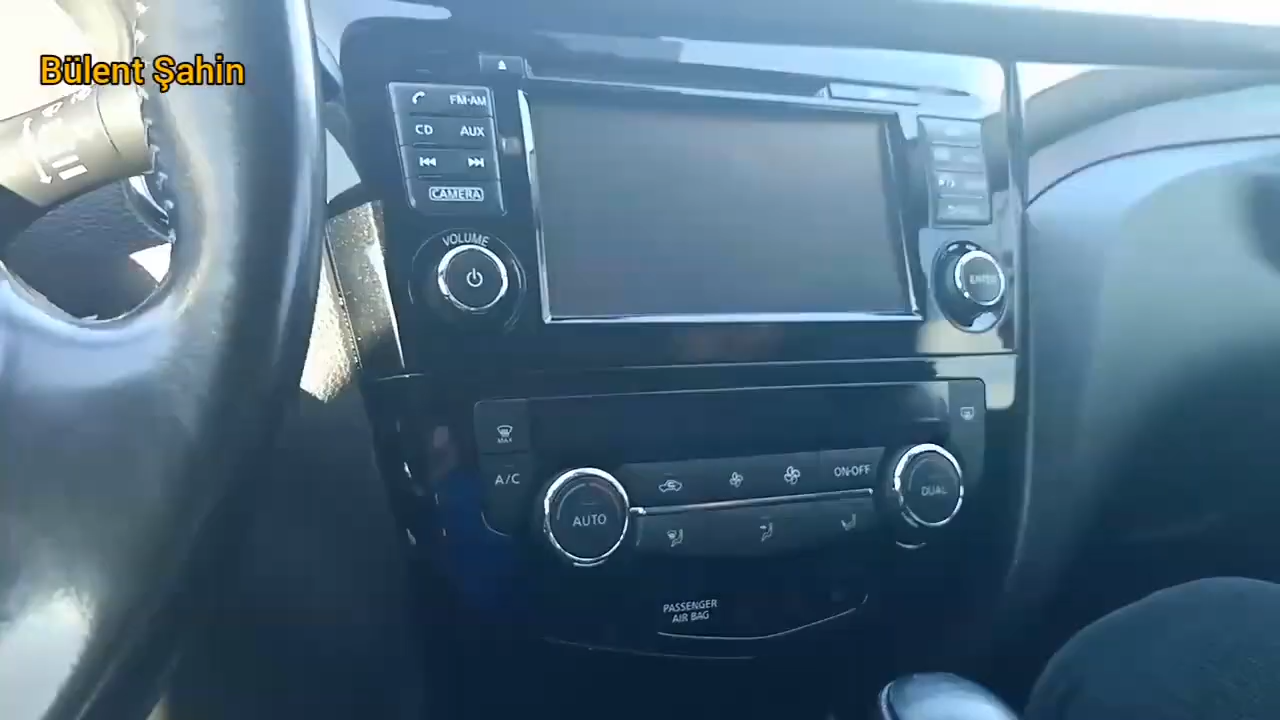 Bülent Şahin
FM·AM
CD AUX
CAMERA
VOLUME
ENTER
MAX
A/C
AUTO
ON·OFF
DUAL
PASSENGER
AIR BAG